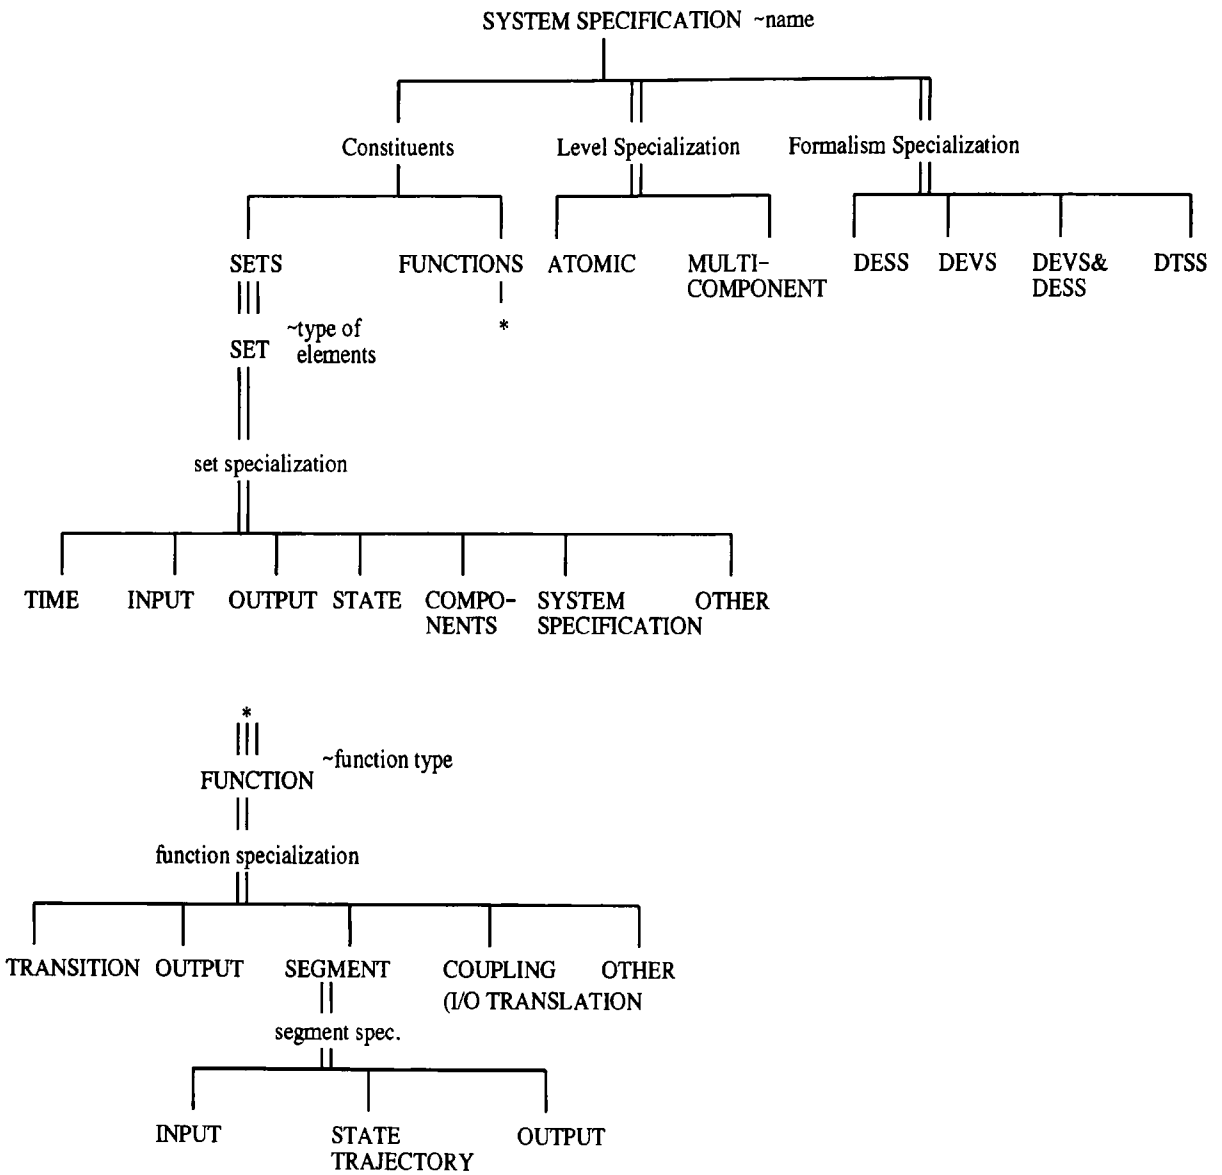 SYSTEM SPECIFICATION ~name
Constituents
Level Specialization
Formalism Specialization
SETS
FUNCTIONS
ATOMIC
MULTI-
COMPONENT
DESS
DEVS
DEVS&
DESS
DTSS
*
SET
~type of
elements
set specialization
TIME
INPUT
OUTPUT
STATE
COMPO-
NENTS
SYSTEM
SPECIFICATION
OTHER
*
FUNCTION
~function type
function specialization
TRANSITION
OUTPUT
SEGMENT
COUPLING
(I/O TRANSLATION
OTHER
segment spec.
INPUT
STATE
TRAJECTORY
OUTPUT